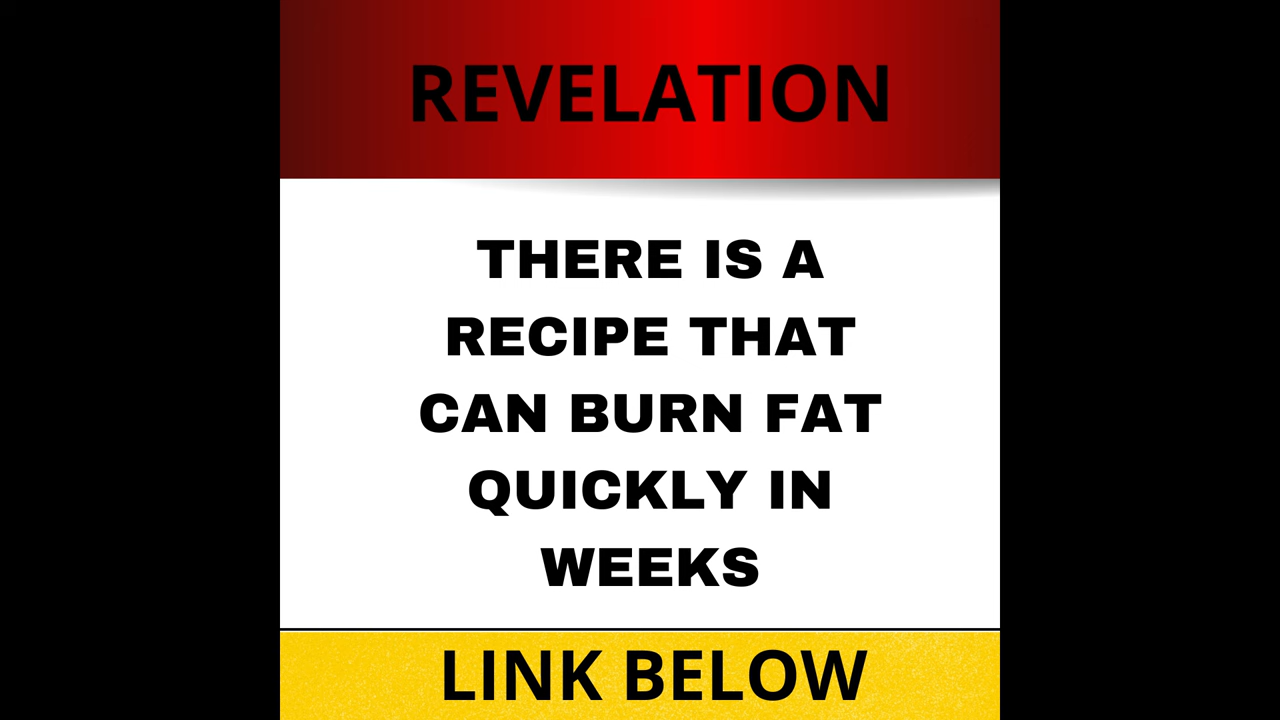 REVELATION
THERE IS A
RECIPE THAT
CAN BURN FAT
QUICKLY IN
WEEKS
LINK BELOW